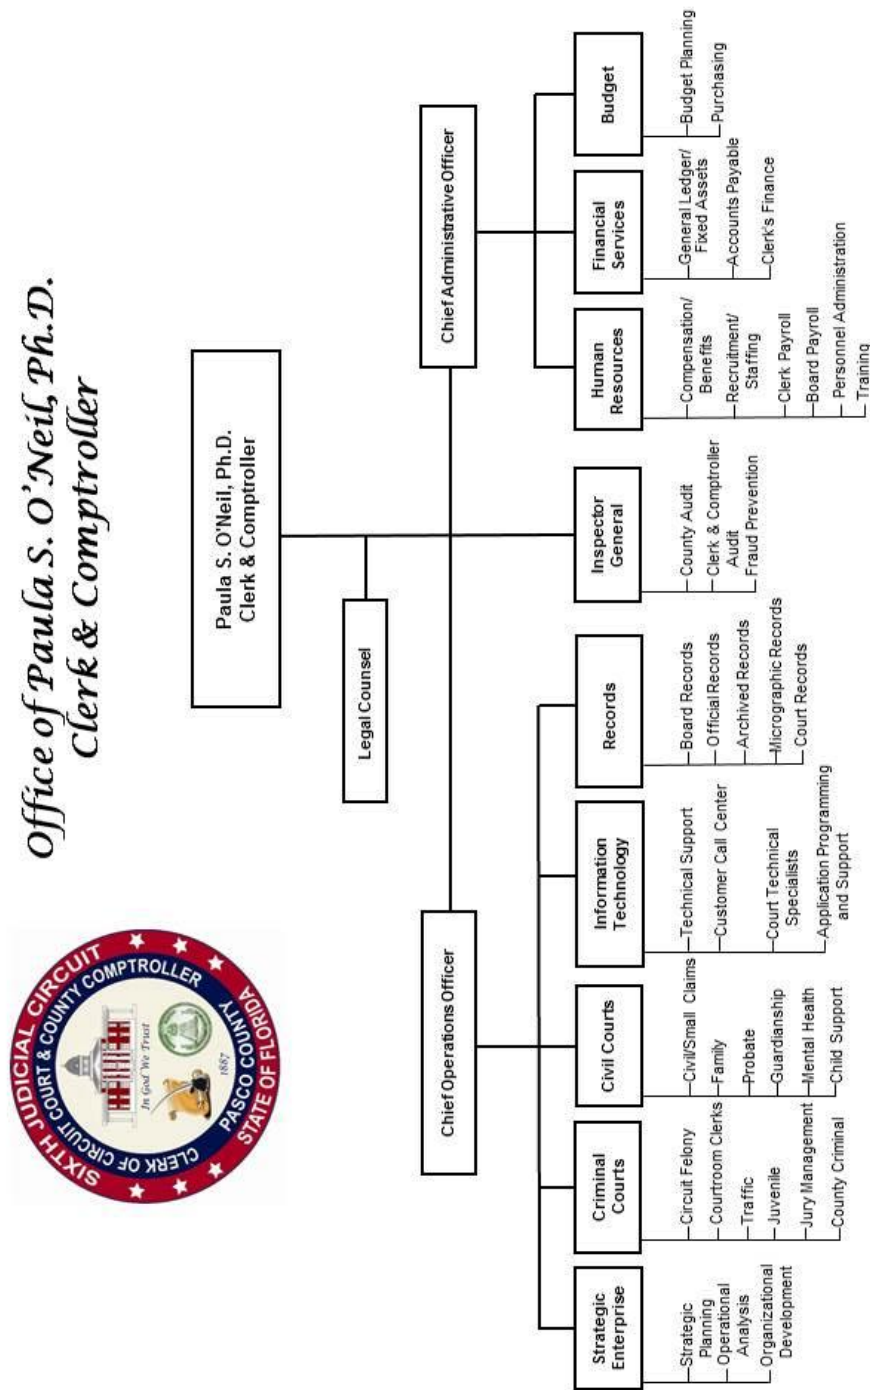 Office of Paula S. O'Neil, Ph.D.
Clerk & Comptroller
SIXTH JUDICIAL CIRCUIT
CLERK OF CIRCUIT COURT & COUNTY COMPTROLLER
In God We Trust
1887
PASCO COUNTY
STATE OF FLORIDA
Paula S. O'Neil, Ph.D.
Clerk & Comptroller
Legal Counsel
Chief Operations Officer
Chief Administrative Officer
Strategic
Enterprise
Strategic
Planning
Operational
Analysis
Organizational
Development
Criminal
Courts
Circuit Felony
Courtroom Clerks
Traffic
Juvenile
Jury Management
County Criminal
Civil Courts
Civil/Small Claims
Family
Probate
Guardianship
Mental Health
Child Support
Information
Technology
Technical Support
Customer Call Center
Court Technical
Specialists
Application Programming
and Support
Records
Board Records
Official Records
Archived Records
Micrographic Records
Court Records
Inspector
General
County Audit
Clerk & Comptroller
Audit
Fraud Prevention
Human
Resources
Compensation/
Benefits
Recruitment/
Staffing
Clerk Payroll
Board Payroll
Personnel Administration
Training
Financial
Services
General Ledger/
Fixed Assets
Accounts Payable
Clerk's Finance
Budget
Budget Planning
Purchasing